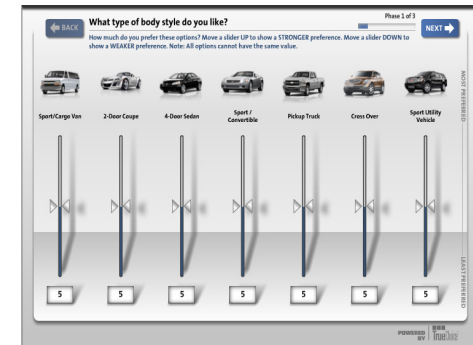 BACK
What type of body style do you like?
How much do you prefer these options? Move a slider UP to show a STRONGER preference. Move a slider DOWN to
show a WEAKER preference. Note: All options cannot have the same value.
Phase 1 of 3
NEXT
Sport/Cargo Van
2-Door Coupe
4-Door Sedan
Sport /
Convertible
Pickup Truck
Cross Over
Sport Utility
Vehicle
MOST PREFERRED
LEAST PREFERRED
5
5
5
5
5
5
5
POWERED
BY